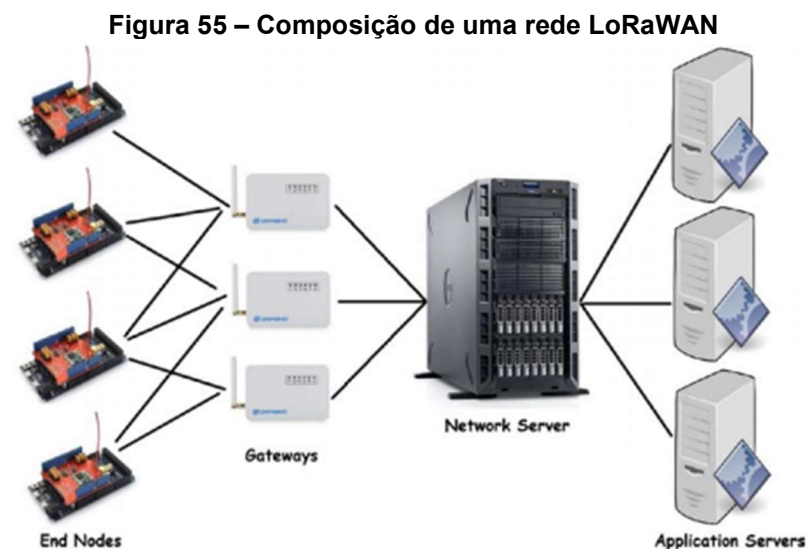 Figura 55 – Composição de uma rede LoRaWAN
Network Server
Gateways
End Nodes
Application Servers